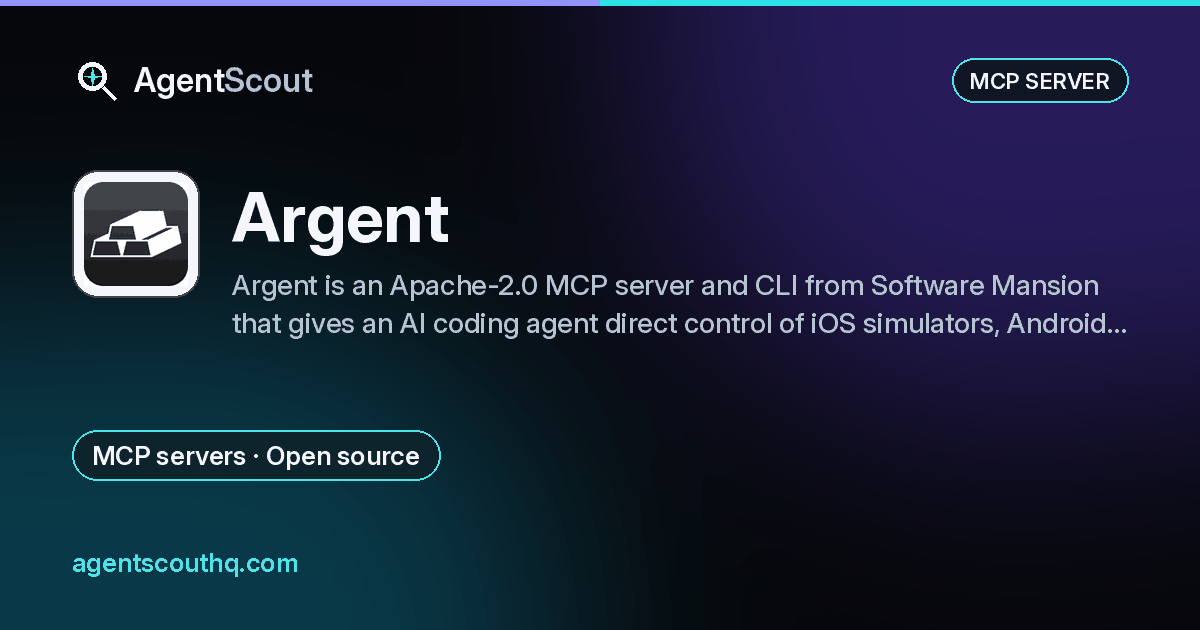 AgentScout
MCP SERVER
Argent
Argent is an Apache-2.0 MCP server and CLI from Software Mansion
that gives an AI coding agent direct control of iOS simulators, Android...
MCP servers · Open source
agentscouthq.com